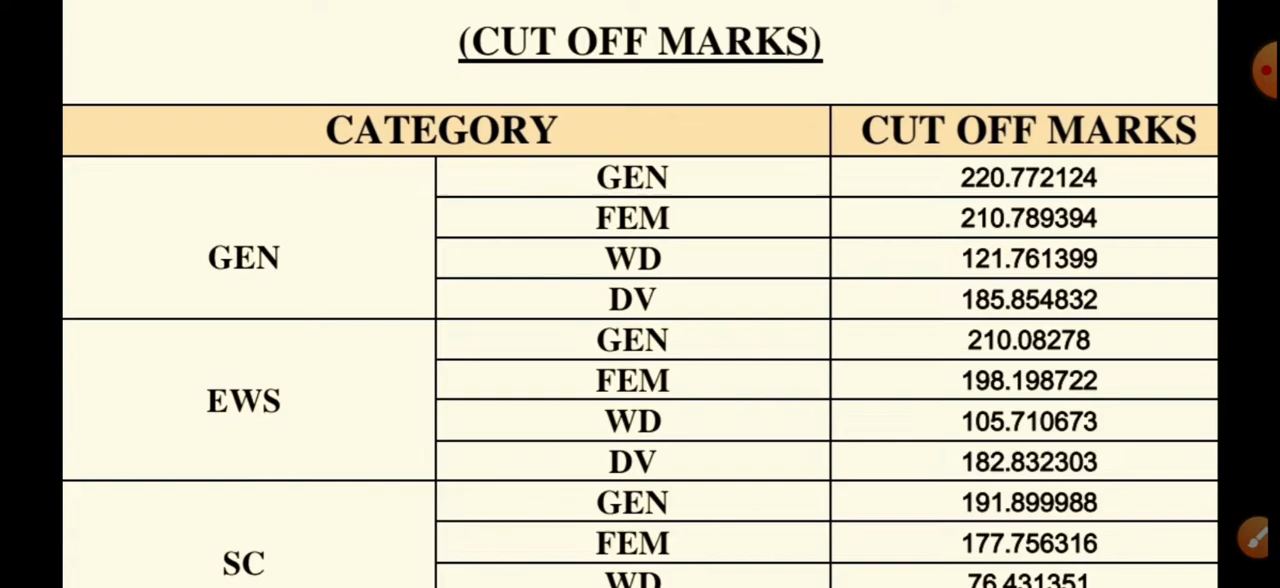 (CUT OFF MARKS)
CATEGORY CUT OFF MARKS
GEN GEN 220.772124
FEM 210.789394
WD 121.761399
DV 185.854832
EWS GEN 210.08278
FEM 198.198722
WD 105.710673
DV 182.832303
SC GEN 191.899988
FEM 177.756316
WD 76.431351